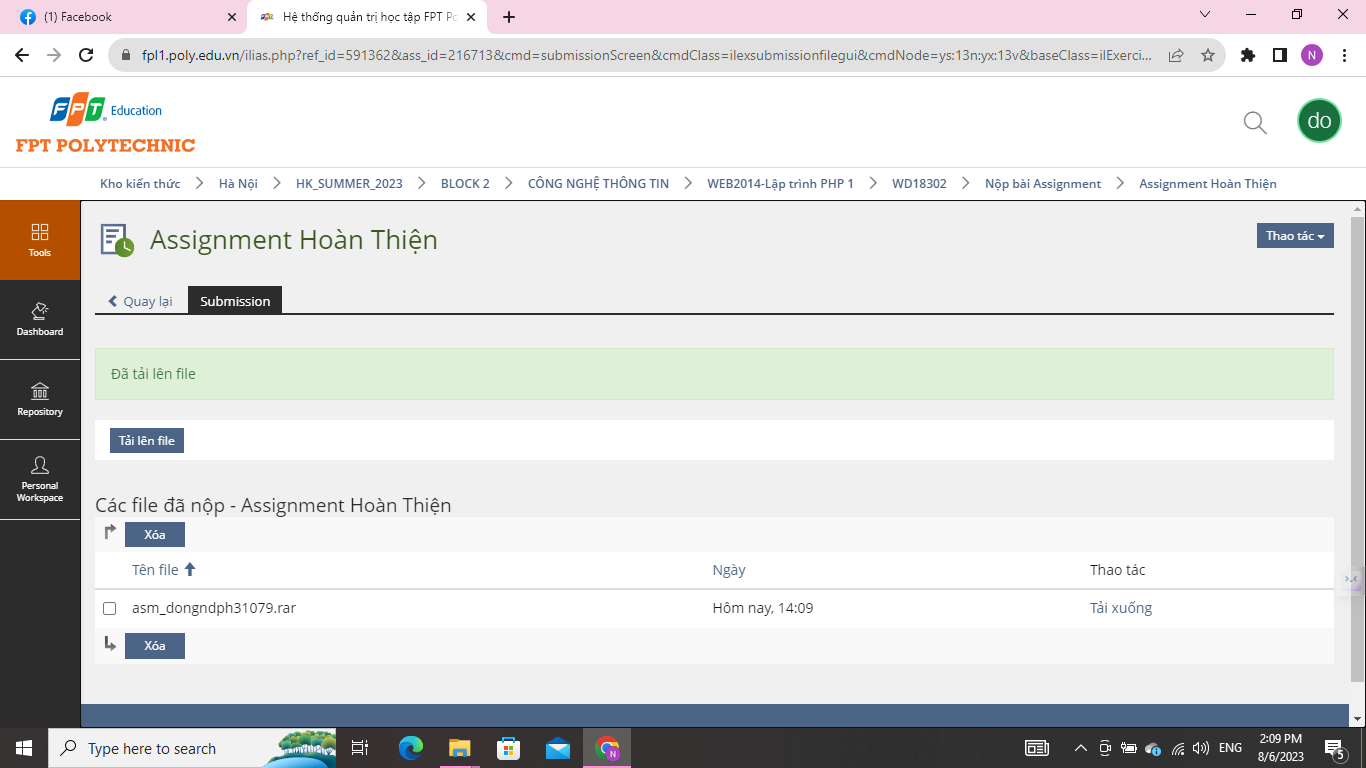 (1) Facebook
Hệ thống quản trị học tập FPT Po
fpl1.poly.edu.vn/ilias.php?ref_id=591362&ass_id=216713&cmd=submissionScreen&cmdClass=ilexsubmissionfilegui&cmdNode=ys:13n:yx:13v&baseClass=ilExerci...
N
FPT Education
FPT POLYTECHNIC
do
Kho kiến thức > Hà Nội > HK_SUMMER_2023 > BLOCK 2 > CÔNG NGHỆ THÔNG TIN > WEB2014-Lập trình PHP 1 > WD18302 > Nộp bài Assignment > Assignment Hoàn Thiện
Tools
Dashboard
Repository
Personal
Workspace
Assignment Hoàn Thiện
Thao tác
Quay lại
Submission
Đã tải lên file
Tải lên file
Các file đã nộp - Assignment Hoàn Thiện
Xóa
Tên file Ngày Thao tác
asm_dongndph31079.rar Hôm nay, 14:09 Tải xuống
Xóa
Type here to search
N
ENG
2:09 PM
8/6/2023
5